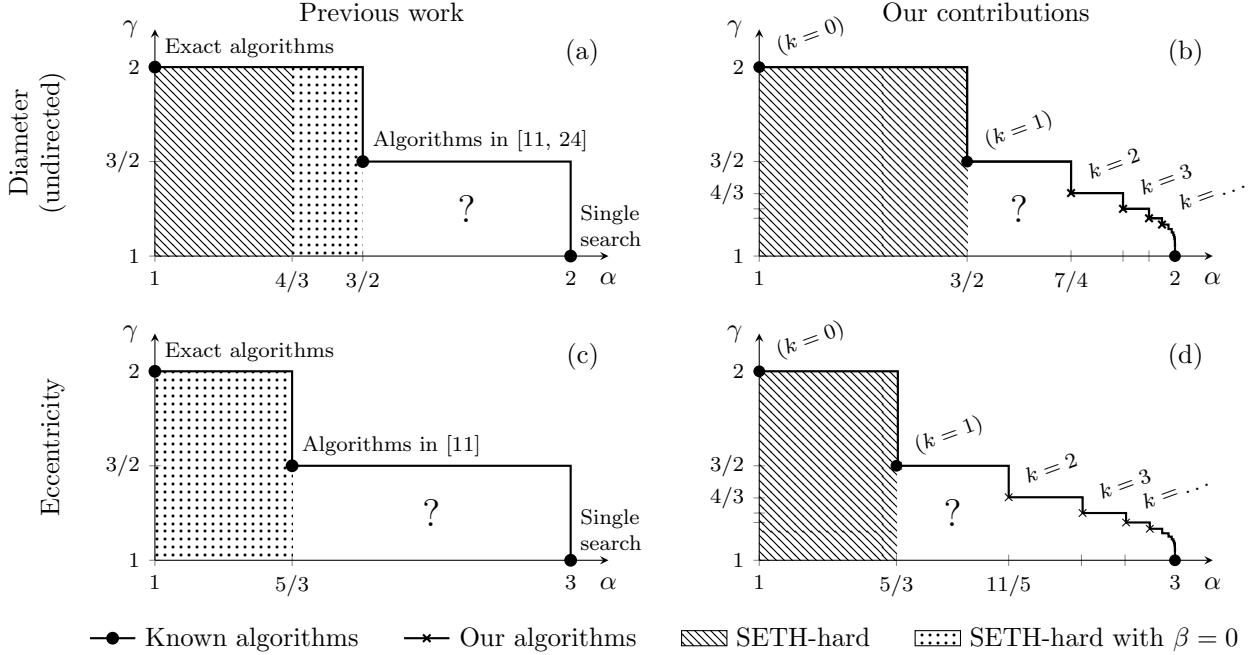 Previous work
Our contributions
Diameter
(undirected)
γ
Exact algorithms
(a)
2
Algorithms in [11, 24]
3/2
?
Single
search
1
1
4/3
3/2
2
α
γ
(k = 0)
(b)
2
(k = 1)
3/2
k = 2
4/3
k = 3
k = ⋯
?
1
1
3/2
7/4
2
α
Eccentricity
γ
Exact algorithms
(c)
2
Algorithms in [11]
3/2
?
Single
search
1
1
5/3
3
α
γ
(k = 0)
(d)
2
(k = 1)
3/2
k = 2
4/3
k = 3
k = ⋯
?
1
1
5/3
11/5
3
α
Known algorithms
Our algorithms
SETH-hard
SETH-hard with β = 0